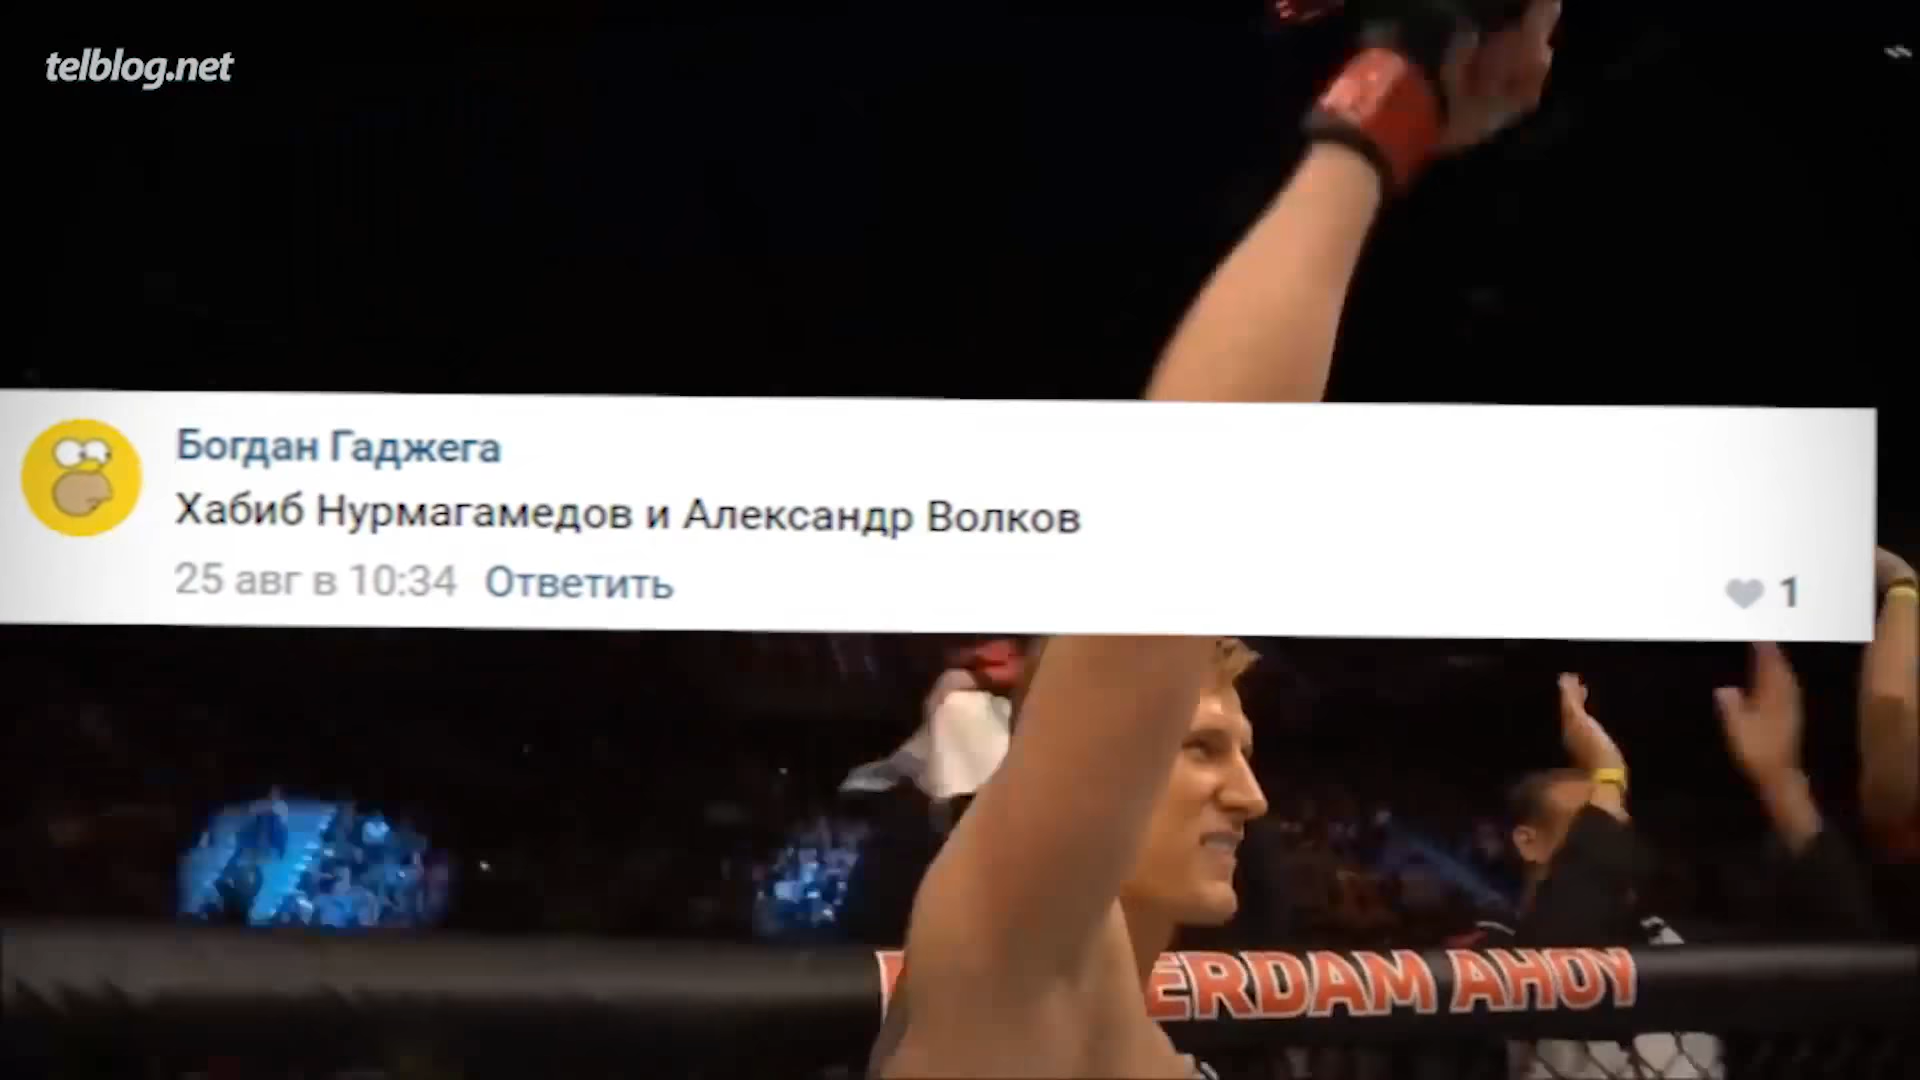 telblog.net
Богдан Гаджега
Хабиб Нурмагамедов и Александр Волков
25 авг в 10:34 Ответить
1
ERDAM AHOY